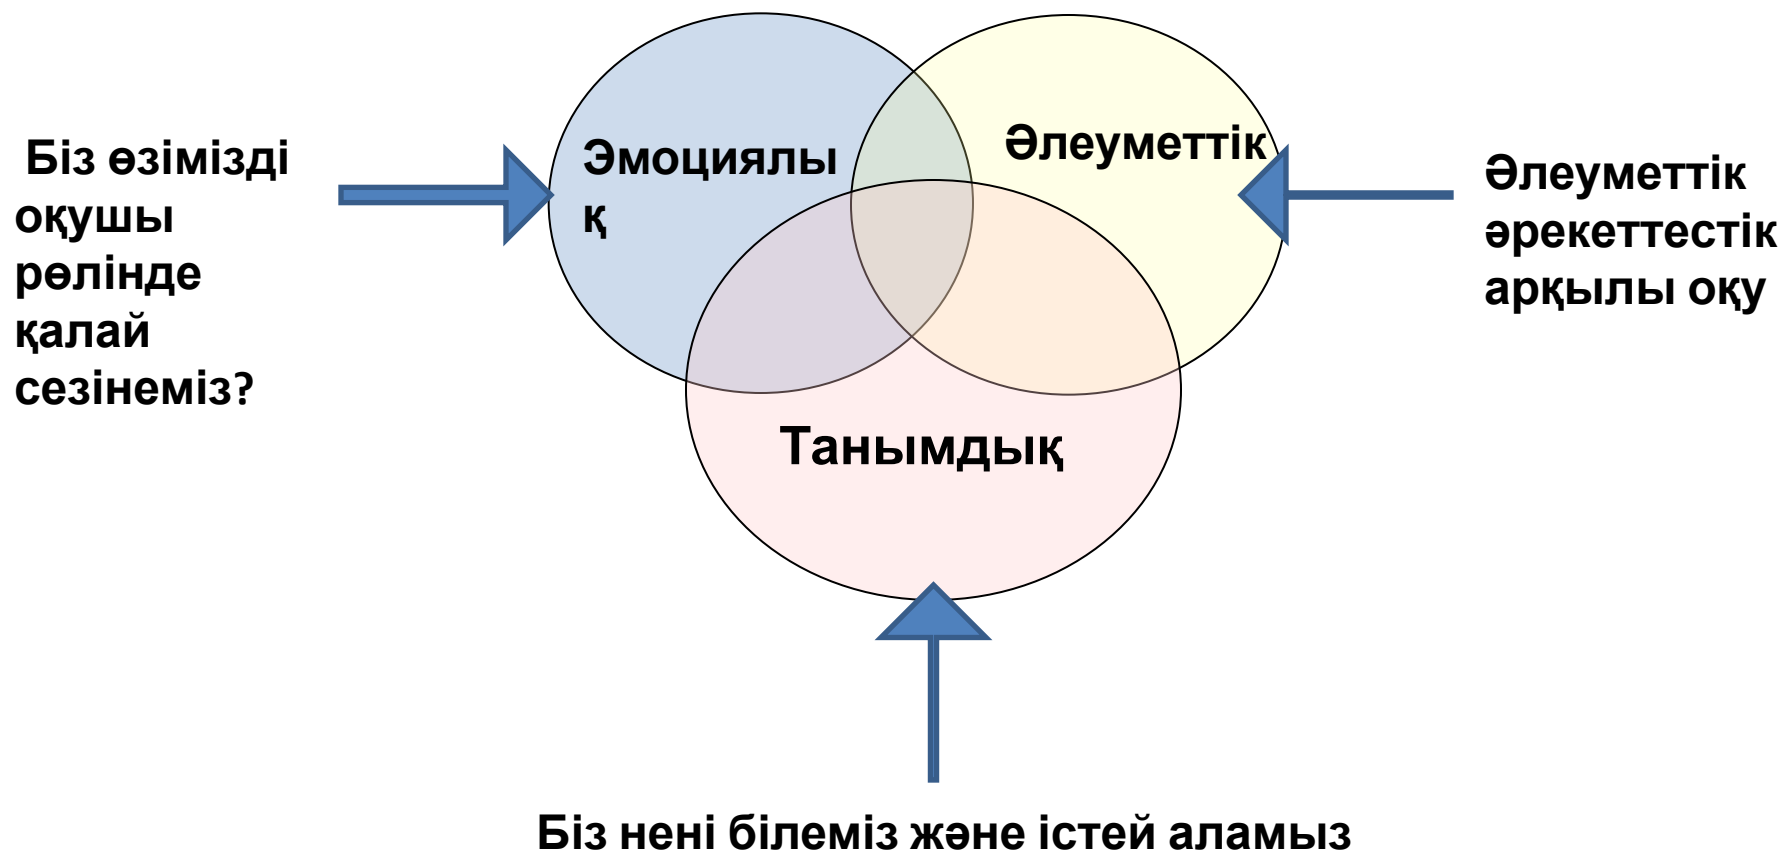 Біз өзімізді
оқушы
рөлінде
қалай
сезінеміз?
Эмоциялы
қ
Әлеуметтік
Әлеуметтік
әрекеттестік
арқылы оқу
Танымдық
Біз нені білеміз және істей аламыз